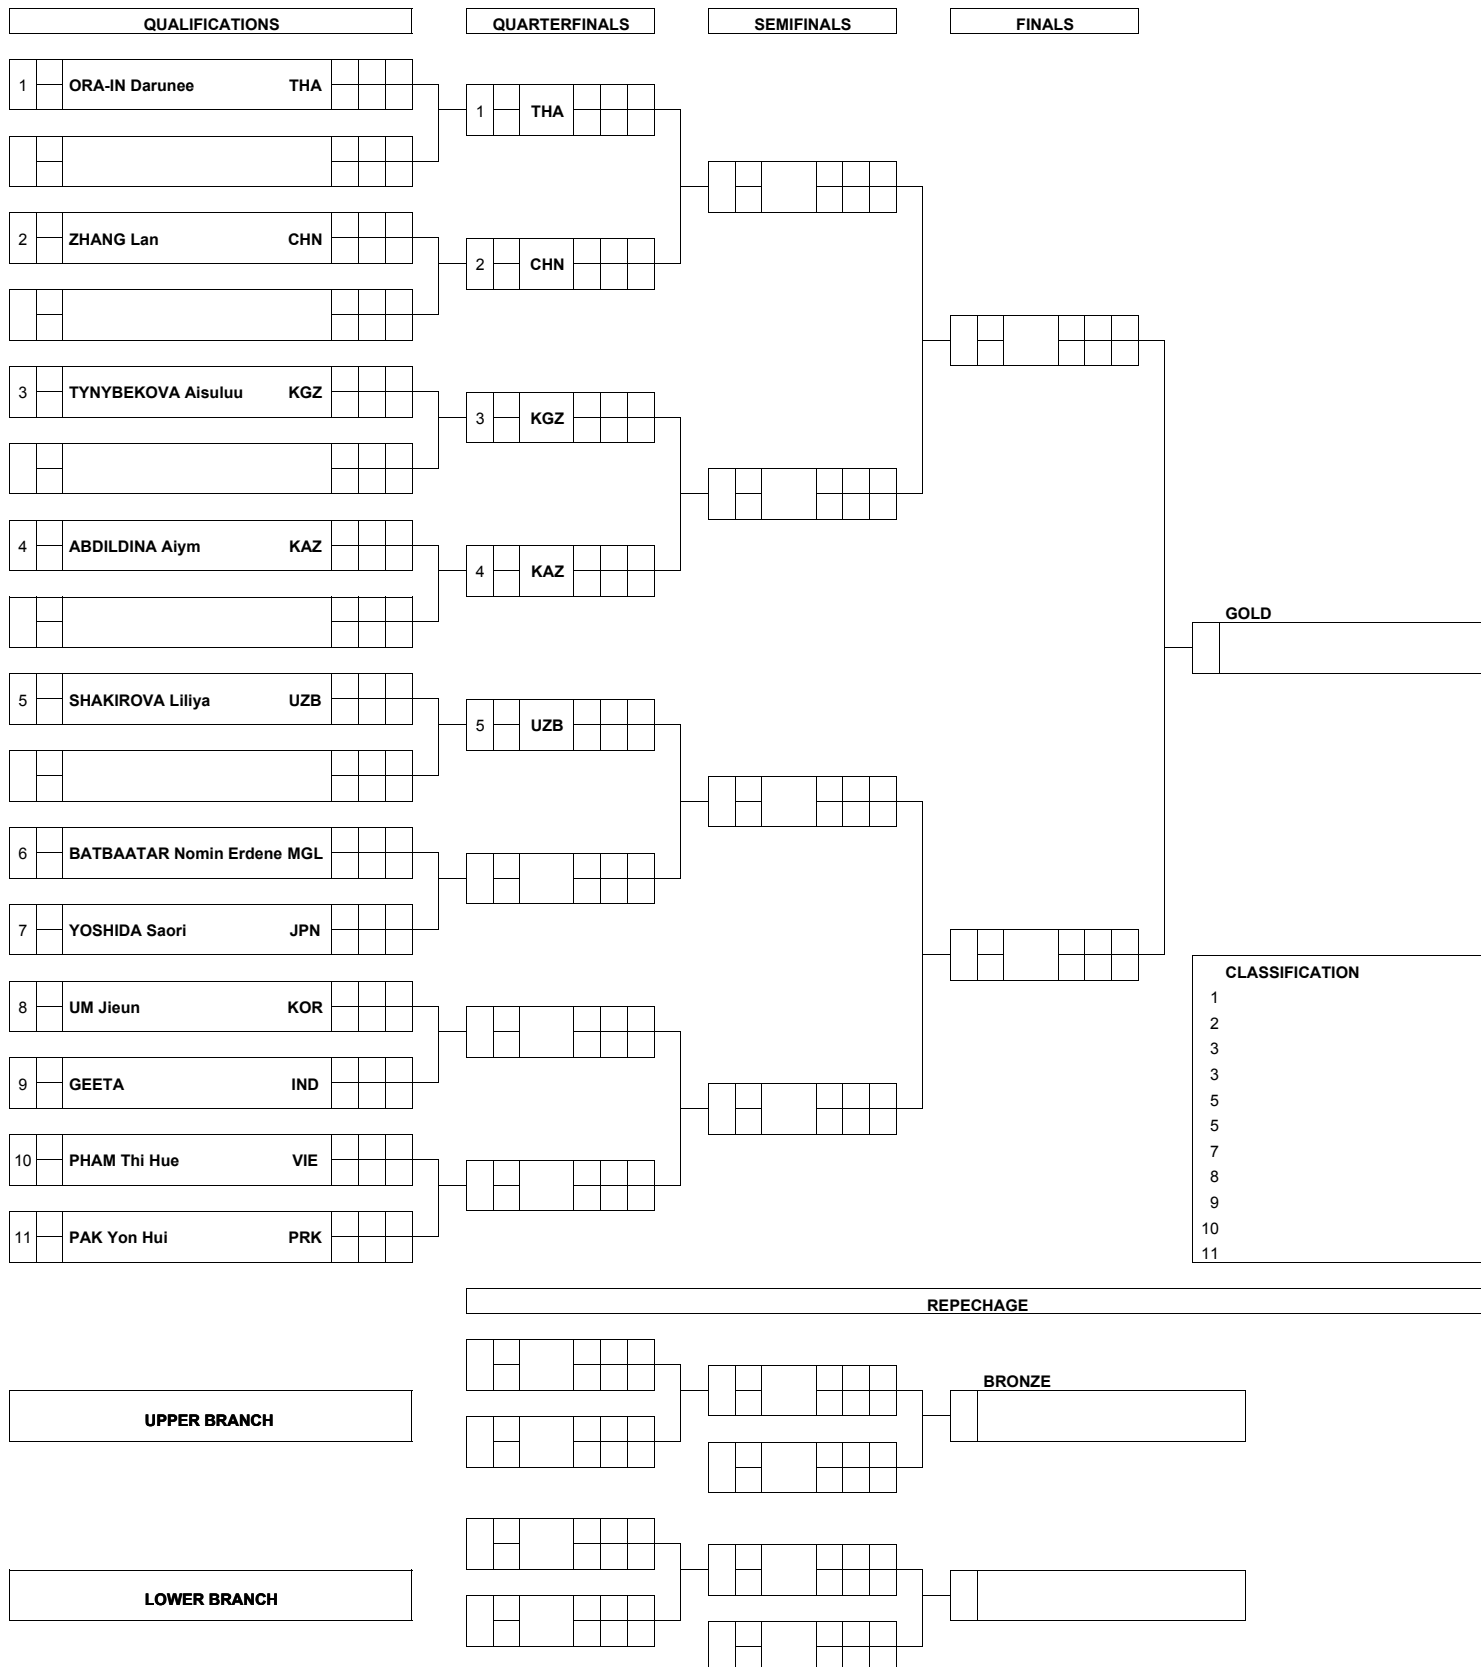 QUALIFICATIONS QUARTERFINALS SEMIFINALS FINALS
1 ORA-IN Darunee THA
1 THA
2 ZHANG Lan CHN
2 CHN
3 TYNYBEKOVA Aisuluu KGZ
3 KGZ
4 ABDILDINA Aiym KAZ
4 KAZ
GOLD
5 SHAKIROVA Liliya UZB
5 UZB
6 BATBAATAR Nomin Erdene MGL
7 YOSHIDA Saori JPN
8 UM Jieun KOR
9 GEETA IND
10 PHAM Thi Hue VIE
11 PAK Yon Hui PRK
CLASSIFICATION
1
2
3
3
5
5
7
8
9
10
11
REPECHAGE
BRONZE
UPPER BRANCH
LOWER BRANCH